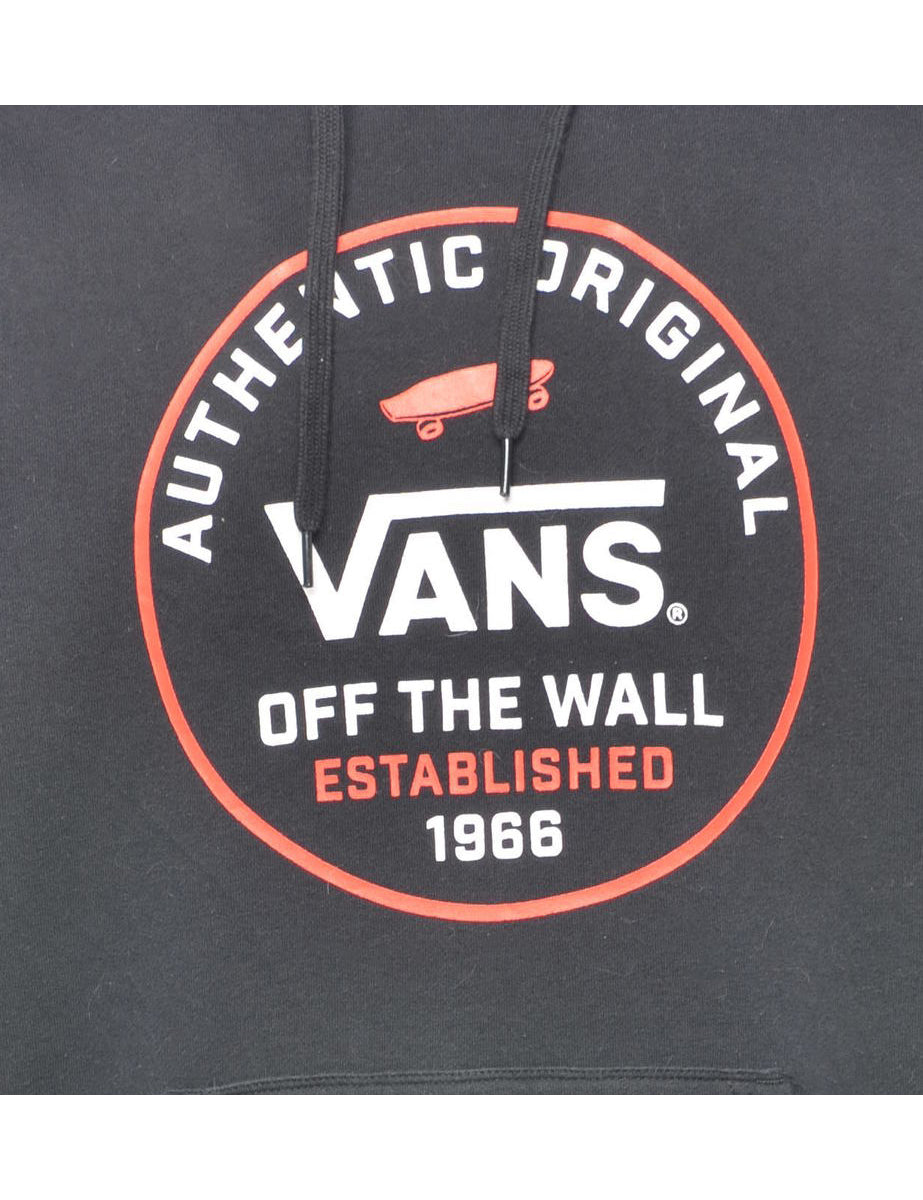 AUTHENTIC ORIGINAL
VANS®
OFF THE WALL
ESTABLISHED
1966